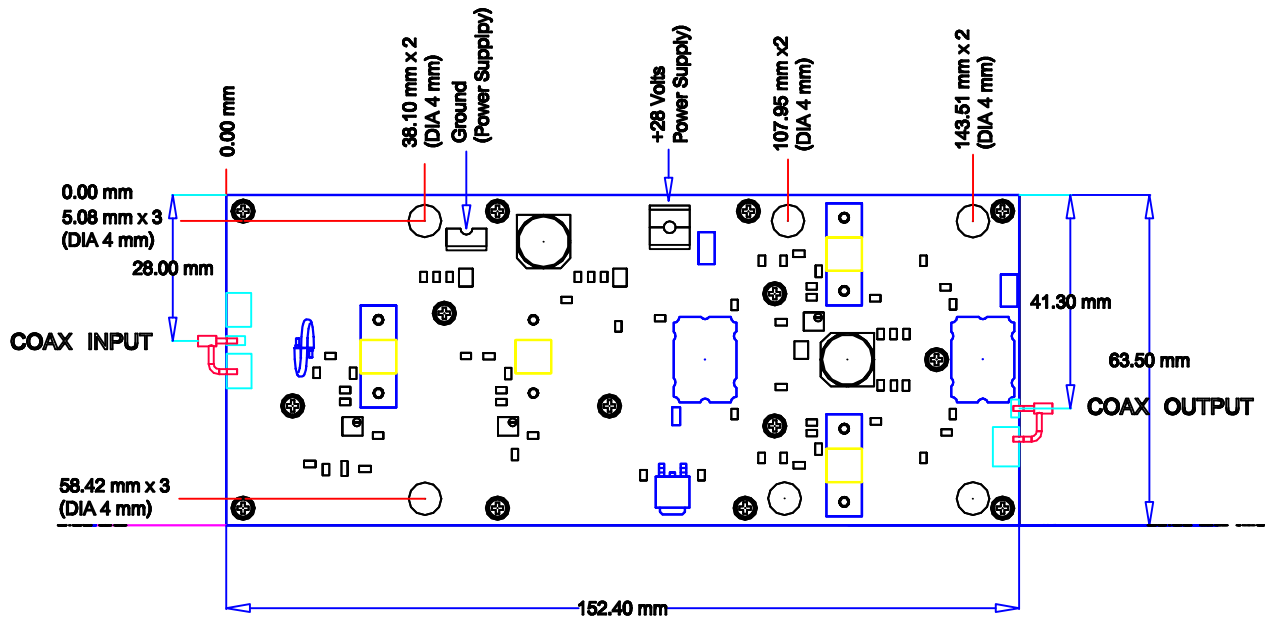 0.00 mm
38.10 mm x 2
(DIA 4 mm)
Ground
(Power Suppipy)
+28 Volts
Power Supply
107.95 mm x2
(DIA 4 mm)
143.51 mm x 2
(DIA 4 mm)
0.00 mm
5.08 mm x 3
(DIA 4 mm)
28.00 mm
COAX INPUT
41.30 mm
63.50 mm
COAX OUTPUT
58.42 mm x 3
(DIA 4 mm)
152.40 mm